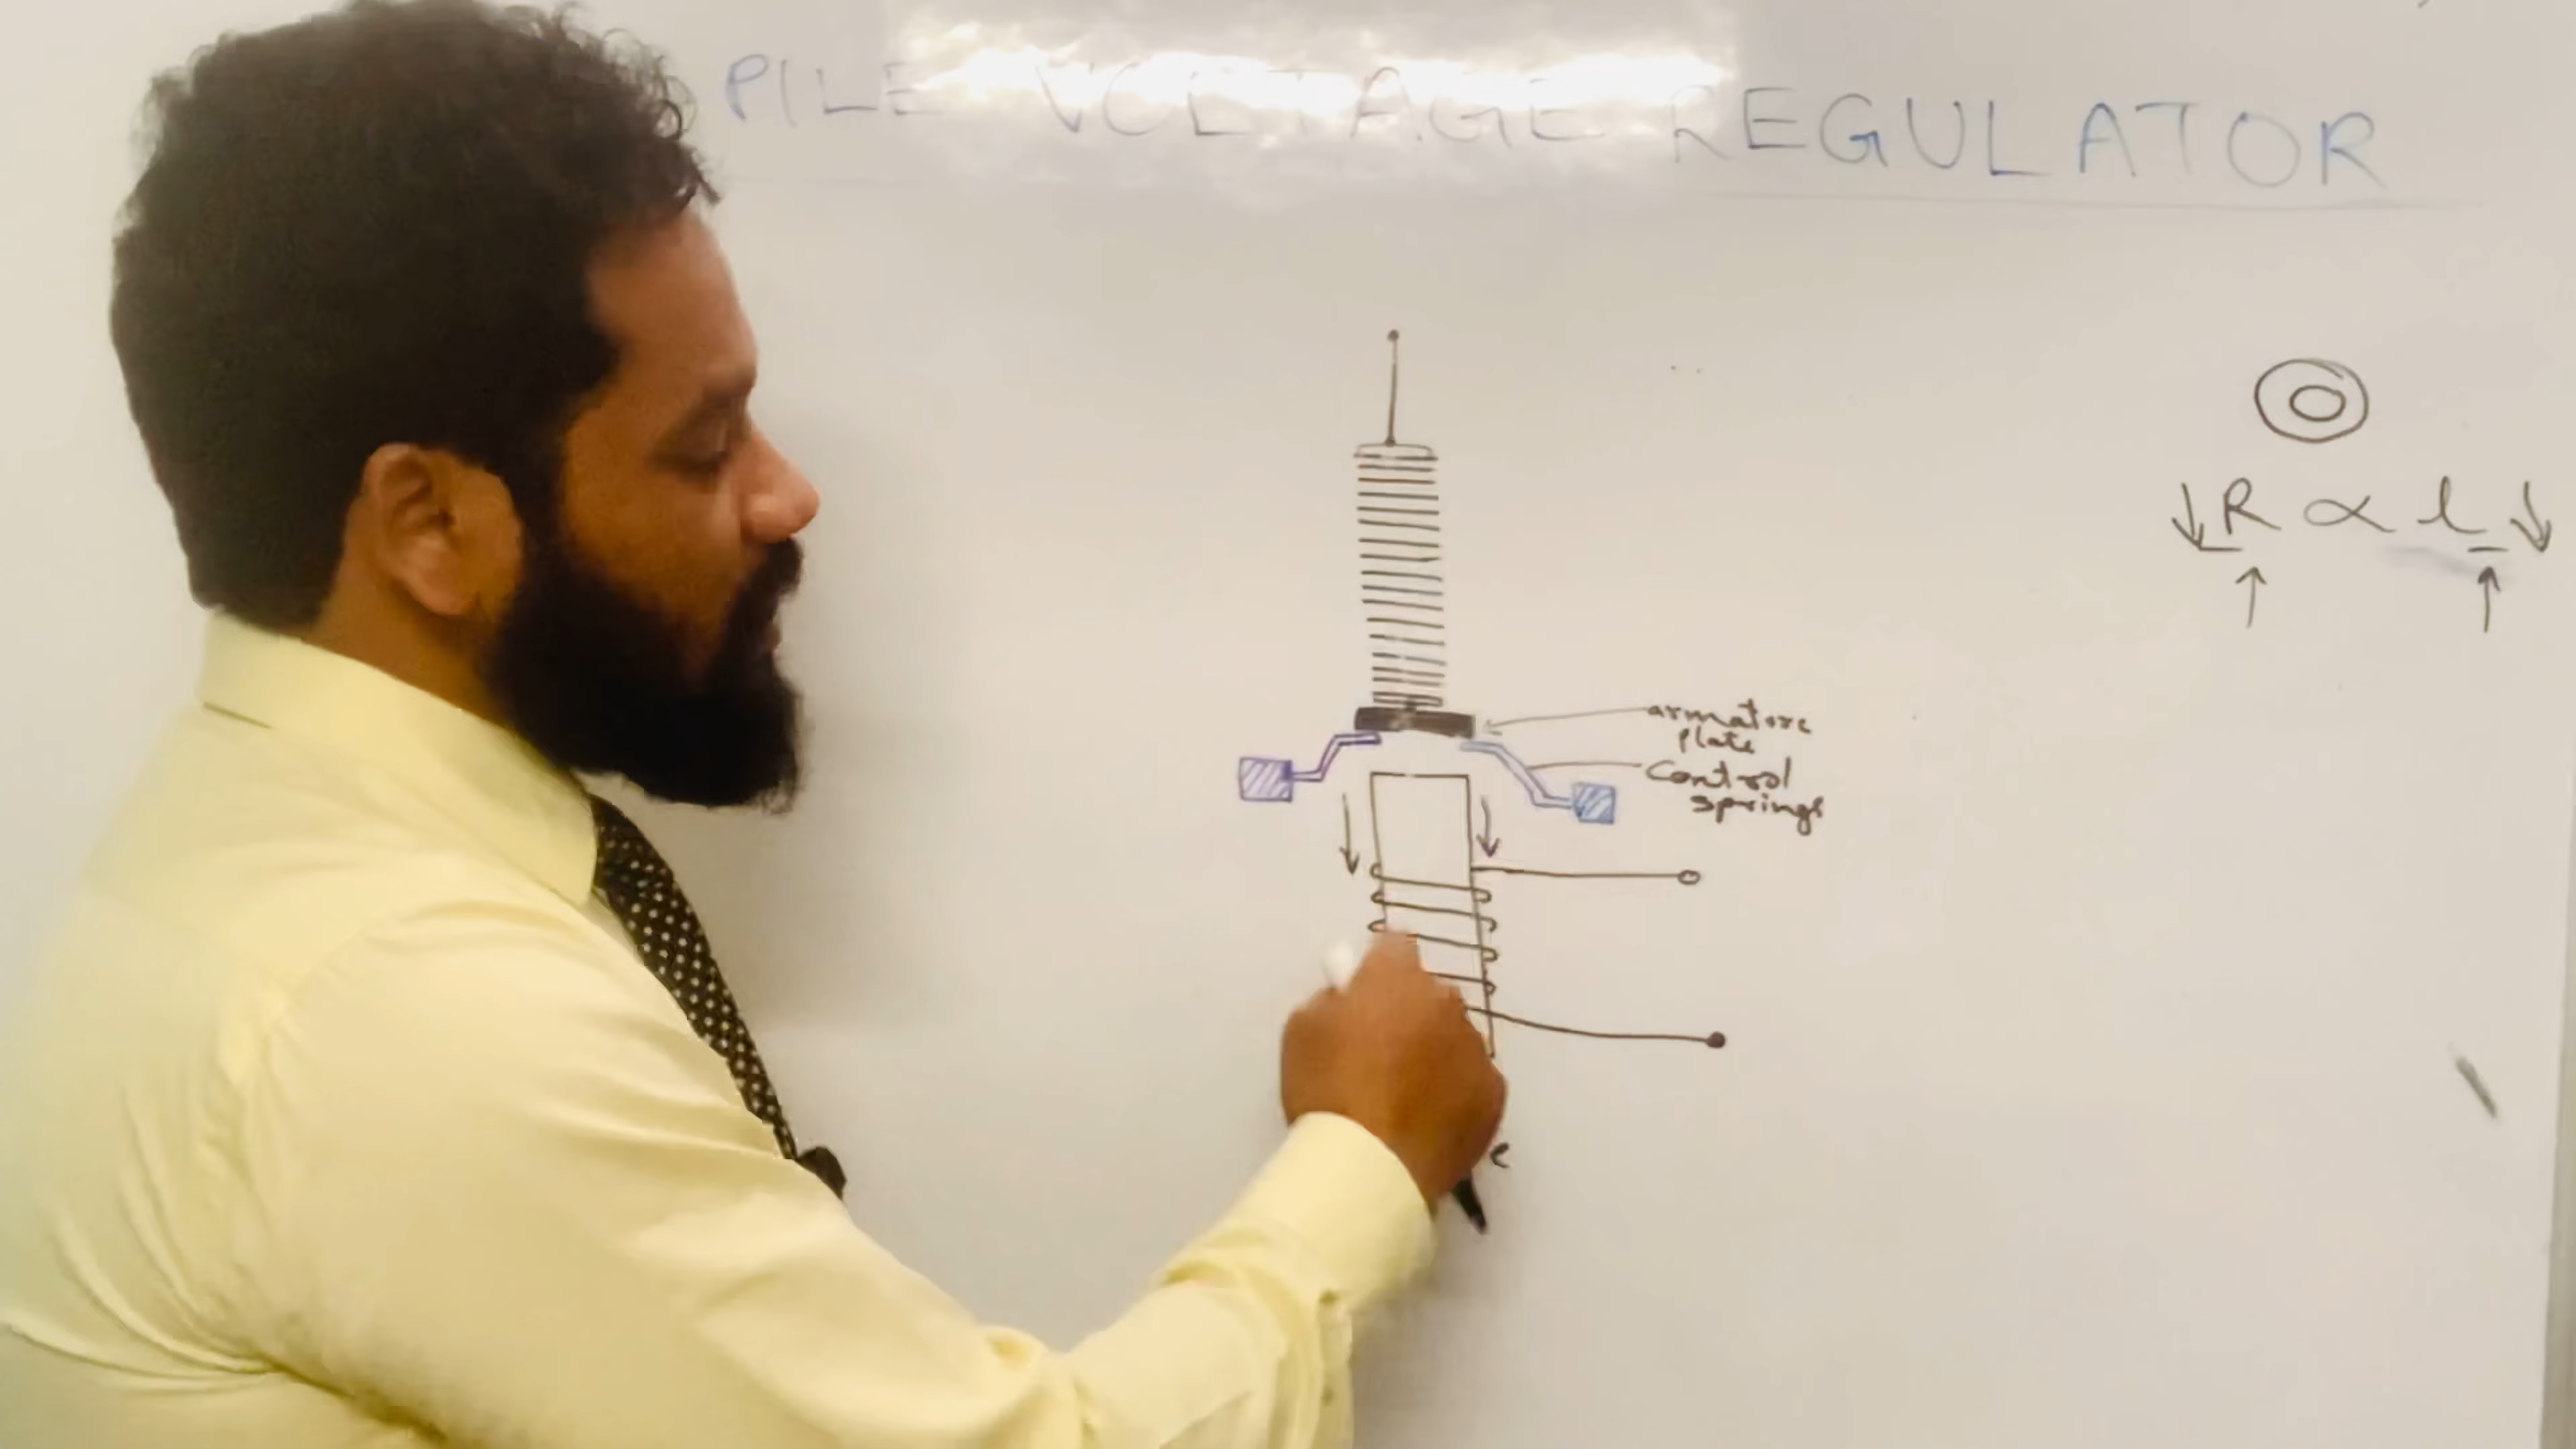 PILE VOLTAGE REGULATOR
↓R ∝ l↓
↑ ↑
armature
plate
Control
springs
e